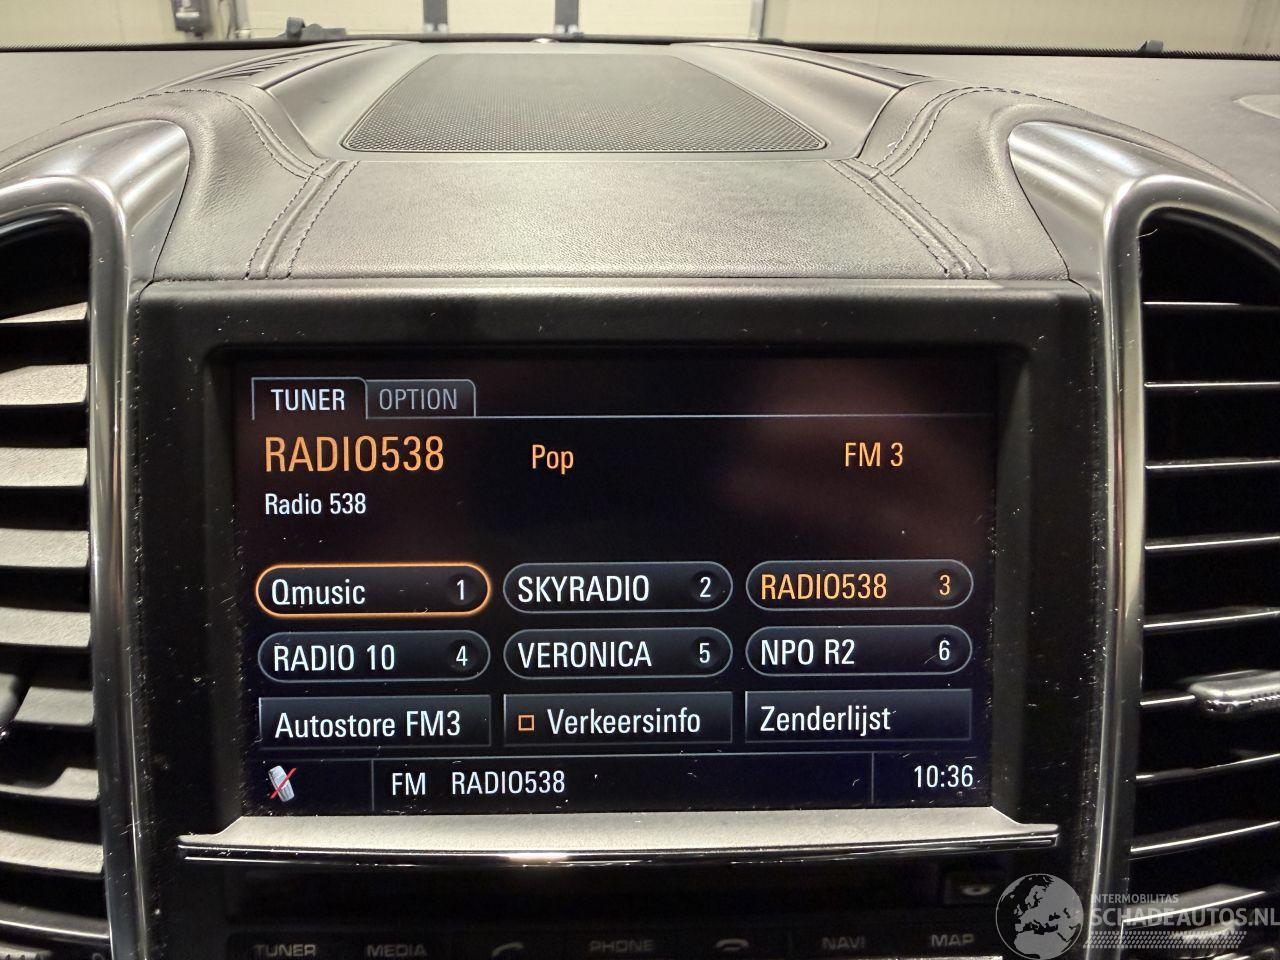 TUNER OPTION
RADIO538 Pop FM 3
Radio 538
Qmusic 1 SKYRADIO 2 RADIO538 3
RADIO 10 4 VERONICA 5 NPO R2 6
Autostore FM3 Verkeersinfo Zenderlijst
FM RADIO538 10:36
INTERMOBILITAS
SCHADEAUTOS.NL
TUNER MEDIA PHONE NAVI MAP